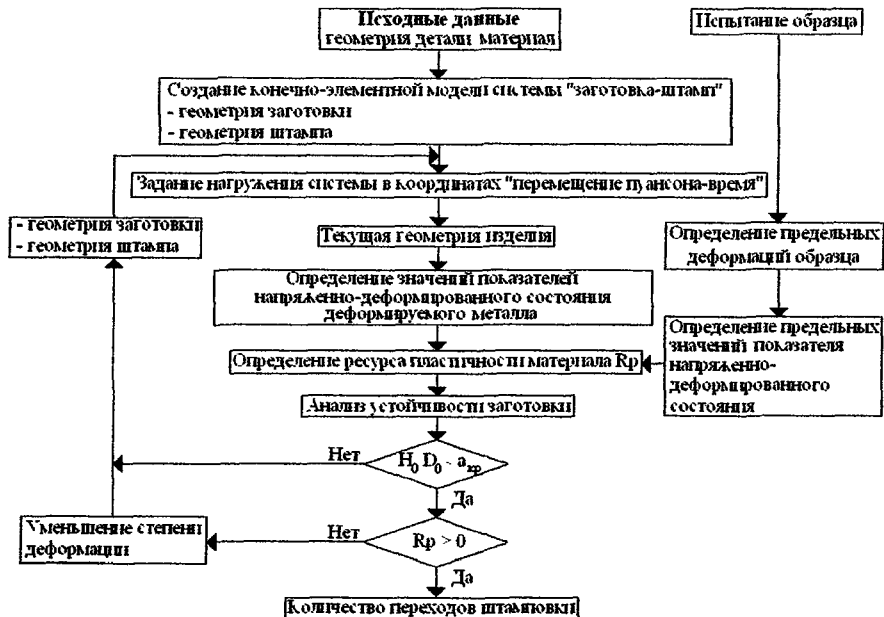 Исходные данные
геометрия детали материал
Испытание образца
Создание конечно-элементной модели системы "заготовка-штамп"
- геометрия заготовки
- геометрия штампа
Задание нагружения системы в координатах "перемещение пуансона-время"
- геометрия заготовки
- геометрия штампа
Текущая геометрия изделия
Определение предельных
деформаций образца
Определение значений показателей
напряженно-деформированного состояния
деформируемого металла
Определение предельных
значений показателя
напряженно-
деформированного
состояния
Определение ресурса пластичности материала Rp
Анализ устойчивости заготовки
Нет
H₀ D₀
Да
Уменьшение степени
деформации
Нет
Rp > 0
Да
Количество переходов штамповки